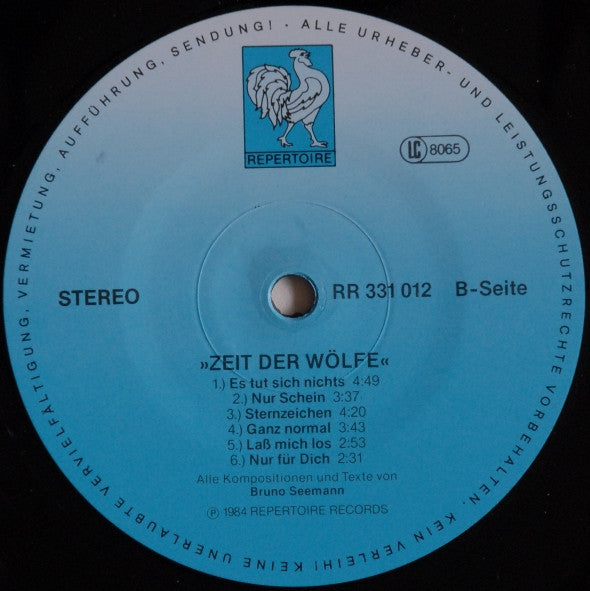 ALLE URHEBER- UND LEISTUNGSSCHUTZRECHTE VORBEHALTEN. KEIN VERLEIH! KEINE UNERLAUBTE VERVIELFÄLTIGUNG, VERMIETUNG, AUFFÜHRUNG, SENDUNG! ·
REPERTOIRE
LC 8065
STEREO
RR 331 012 B-Seite
»ZEIT DER WÖLFE«
1.) Es tut sich nichts 4:49
2.) Nur Schein 3:37
3.) Sternzeichen 4:20
4.) Ganz normal 3:43
5.) Laß mich los 2:53
6.) Nur für Dich 2:31
Alle Kompositionen und Texte von
Bruno Seemann
Ⓟ 1984 REPERTOIRE RECORDS